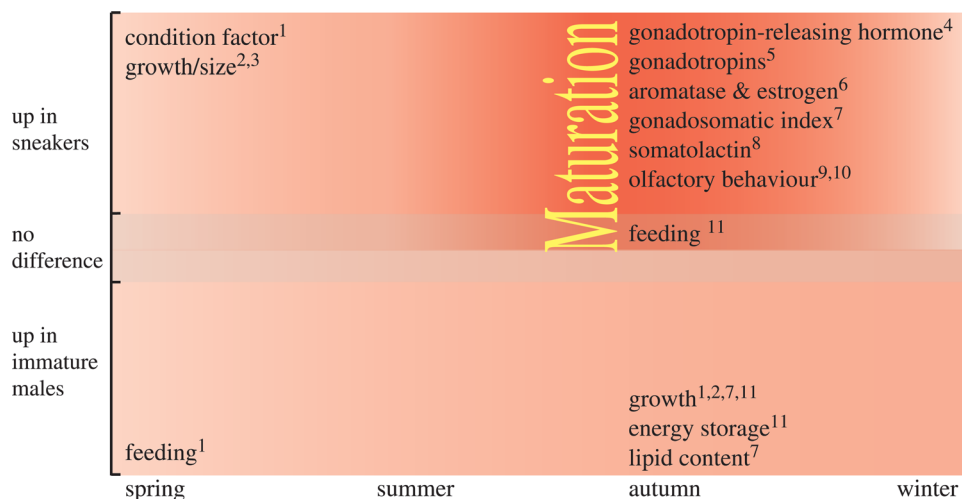 condition factor1
growth/size2,3
Maturation
gonadotropin-releasing hormone4
gonadotropins5
aromatase & estrogen6
gonadosomatic index7
somatolactin8
olfactory behaviour9,10
up in
sneakers
no
difference
feeding 11
up in
immature
males
growth1,2,7,11
energy storage11
lipid content7
feeding1
spring
summer
autumn
winter